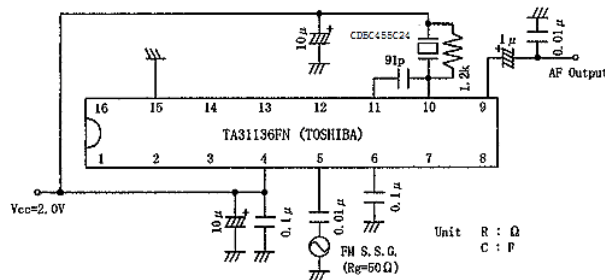 CDBC455C24
10μ
+
91p
1.2k
1μ
+
0.01μ
AF Output
16 15 14 13 12 11 10 9
TA31136FN (TOSHIBA)
1 2 3 4 5 6 7 8
Vcc=2.0V
10μ
+
0.1μ
0.01μ
0.1μ
FM S.S.G.
(Rg=50Ω)
Unit R : Ω
C : F